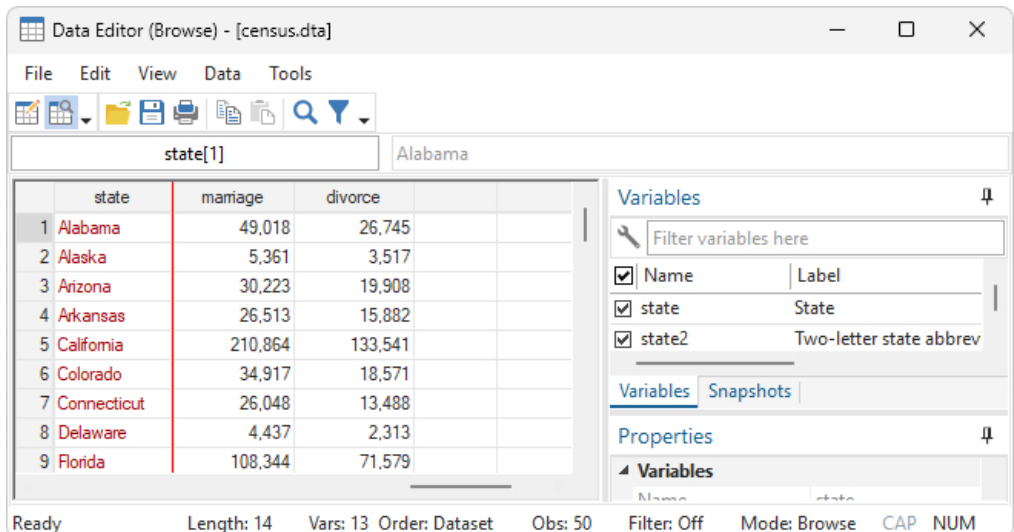 Data Editor (Browse) - [census.dta]
File Edit View Data Tools
state[1] Alabama
state marriage divorce
1 Alabama 49,018 26,745
2 Alaska 5,361 3,517
3 Arizona 30,223 19,908
4 Arkansas 26,513 15,882
5 California 210,864 133,541
6 Colorado 34,917 18,571
7 Connecticut 26,048 13,488
8 Delaware 4,437 2,313
9 Florida 108,344 71,579
Variables
Filter variables here
Name Label
state State
state2 Two-letter state abbrev
Variables Snapshots
Properties
Variables
Name state
Ready Length: 14 Vars: 13 Order: Dataset Obs: 50 Filter: Off Mode: Browse CAP NUM